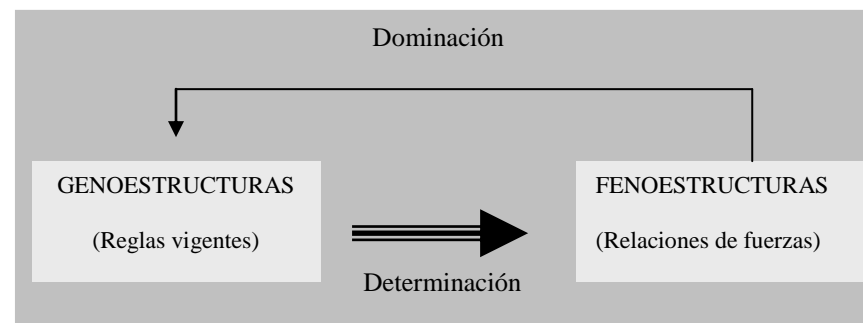 Dominación
GENOESTRUCTURAS
(Reglas vigentes)
FENOESTRUCTURAS
(Relaciones de fuerzas)
Determinación